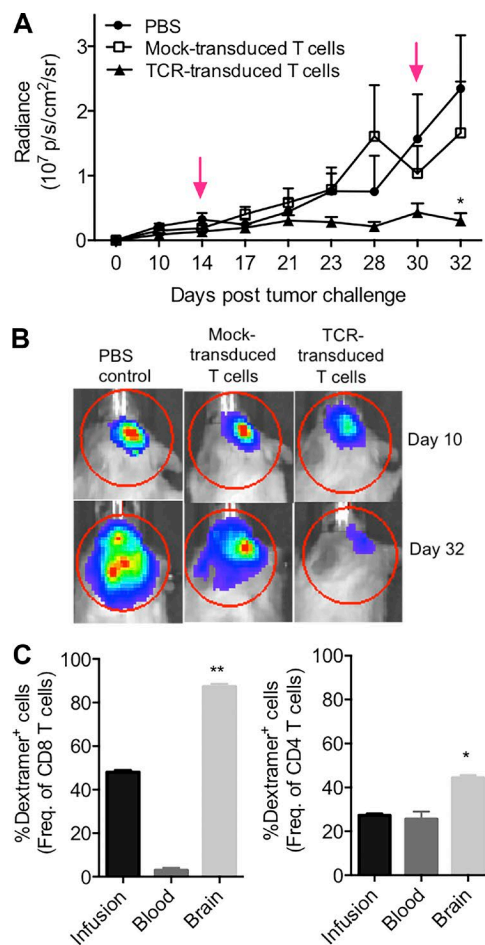 A
PBS
Mock-transduced T cells
TCR-transduced T cells
Radiance
(10⁷ p/s/cm²/sr)
3
2
1
0
*
0 10 14 17 21 23 28 30 32
Days post tumor challenge
B
PBS
control
Mock-
transduced
T cells
TCR-
transduced
T cells
Day 10
Day 32
C
%Dextramer⁺ cells
(Freq. of CD8 T cells)
100
80
60
40
20
0
**
Infusion
Blood
Brain
%Dextramer⁺ cells
(Freq. of CD4 T cells)
100
80
60
40
20
0
*
Infusion
Blood
Brain